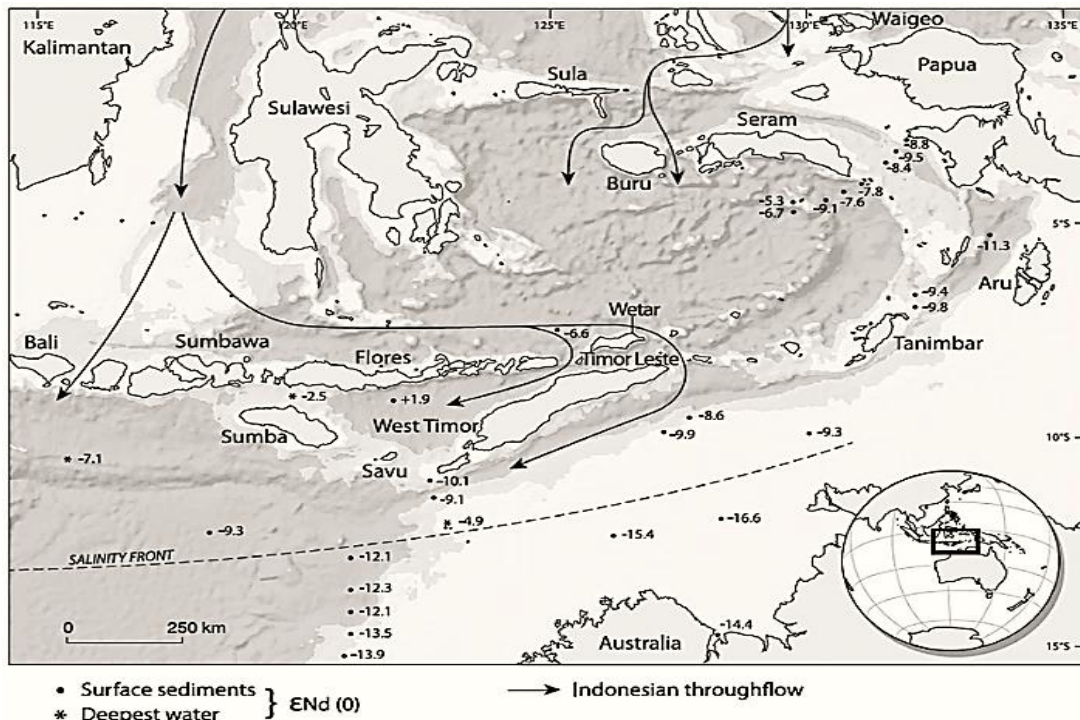 115°E
120°E
125°E
130°E
135°E
Waigeo
Kalimantan
Papua
Sula
Sulawesi
Seram
-8.8
-9.5
-8.4
Buru
-7.8
-5.3
-7.6
-6.7
-9.1
5°S
-11.3
Aru
-9.4
Wetar
-9.8
-6.6
Bali
Sumbawa
Flores
Timor Leste
Tanimbar
-2.5
+1.9
-8.6
West Timor
Sumba
-9.9
-9.3
10°S
Savu
-7.1
-10.1
-9.1
-4.9
-16.6
-9.3
-15.4
SALINITY FRONT
-12.1
-12.3
0
250 km
-12.1
-14.4
-13.5
Australia
-13.9
15°S
• Surface sediments
* Deepest water
} ƐNd (0)
Indonesian throughflow